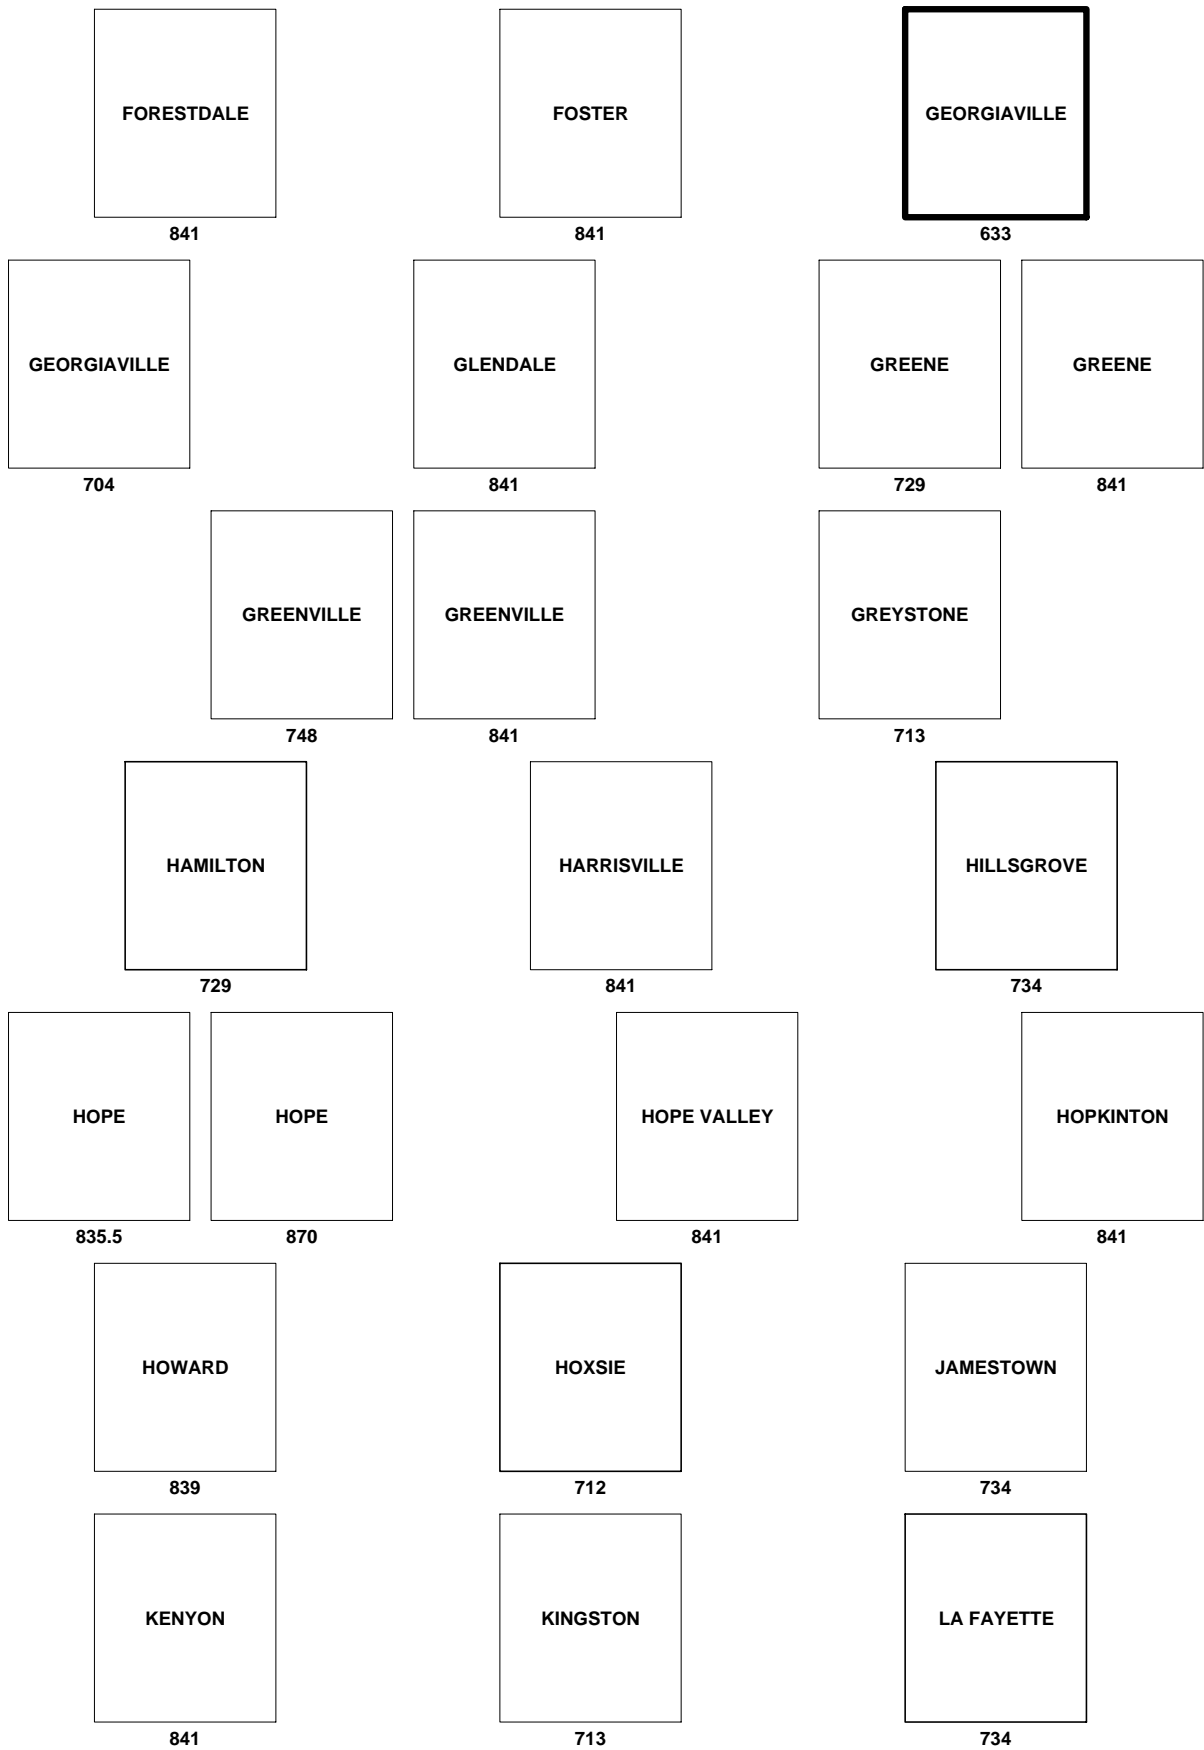 FORESTDALE FOSTER GEORGIAVILLE
841 841 633
GEORGIAVILLE GLENDALE GREENE GREENE
704 841 729 841
GREENVILLE GREENVILLE GREYSTONE
748 841 713
HAMILTON HARRISVILLE HILLSGROVE
729 841 734
HOPE HOPE HOPE VALLEY HOPKINTON
835.5 870 841 841
HOWARD HOXSIE JAMESTOWN
839 712 734
KENYON KINGSTON LA FAYETTE
841 713 734